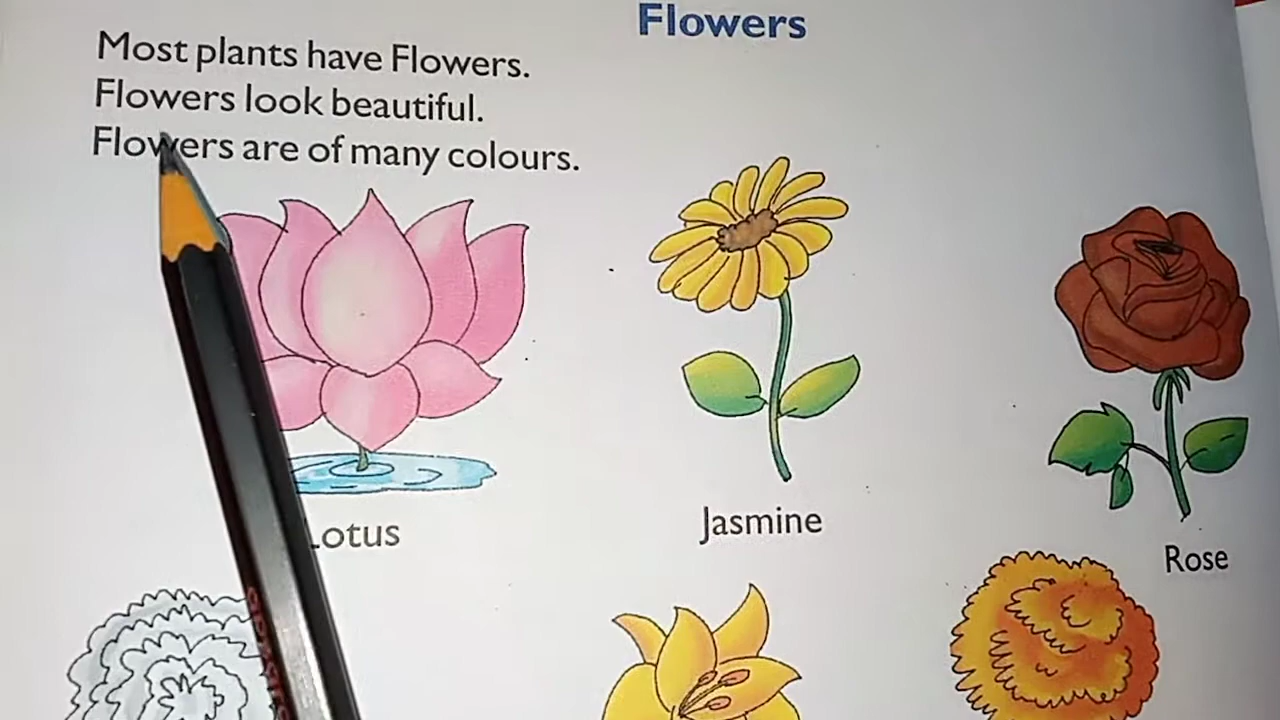 Flowers
Most plants have Flowers.
Flowers look beautiful.
Flowers are of many colours.
Lotus
Jasmine
Rose